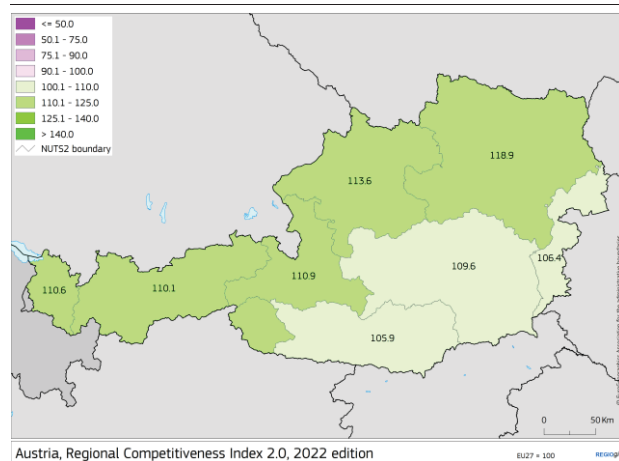 <= 50.0
50.1 - 75.0
75.1 - 90.0
90.1 - 100.0
100.1 - 110.0
110.1 - 125.0
125.1 - 140.0
> 140.0
NUTS2 boundary
118.9
113.6
106.4
109.6
110.9
110.6
110.1
105.9
0 50 Km
Austria, Regional Competitiveness Index 2.0, 2022 edition
EU27 = 100